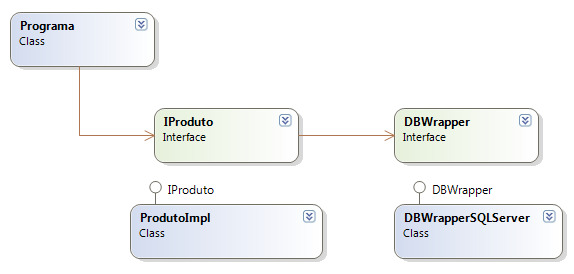 Programa
Class
IProduto
Interface
DBWrapper
Interface
IProduto
DBWrapper
ProdutoImpl
Class
DBWrapperSQLServer
Class